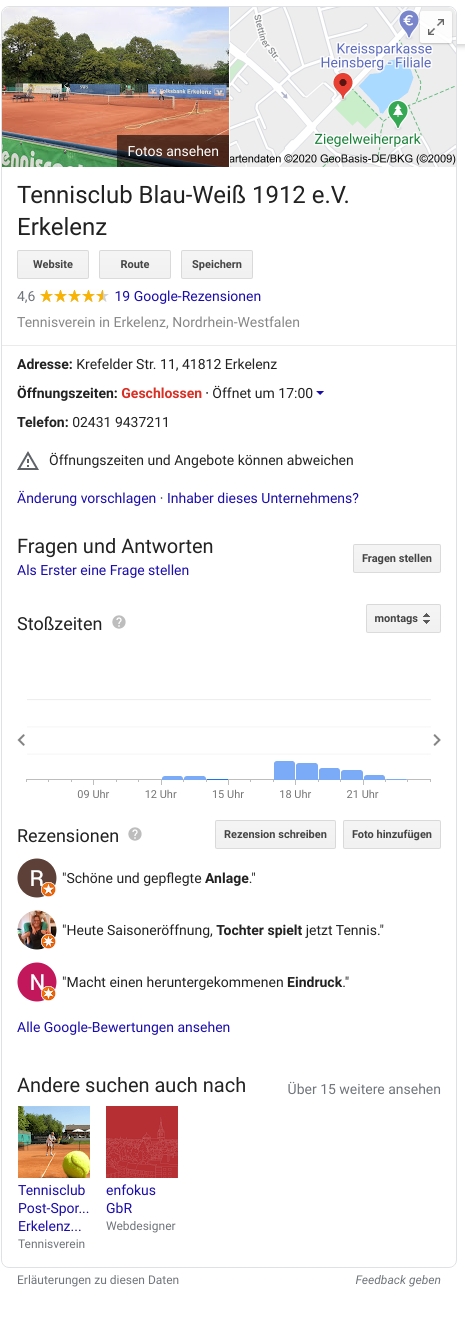 Volksbank Erkelenz
Fotos ansehen
Stettiner Str.
€
Kreissparkasse
Heinsberg - Filiale
Ziegelweiherpark
artendaten ©2020 GeoBasis-DE/BKG (©2009)
Tennisclub Blau-Weiß 1912 e.V.
Erkelenz
Website Route Speichern
4,6 19 Google-Rezensionen
Tennisverein in Erkelenz, Nordrhein-Westfalen
Adresse: Krefelder Str. 11, 41812 Erkelenz
Öffnungszeiten: Geschlossen · Öffnet um 17:00
Telefon: 02431 9437211
Öffnungszeiten und Angebote können abweichen
Änderung vorschlagen · Inhaber dieses Unternehmens?
Fragen und Antworten
Als Erster eine Frage stellen
Fragen stellen
Stoßzeiten ?
montags
09 Uhr 12 Uhr 15 Uhr 18 Uhr 21 Uhr
Rezensionen ?
Rezension schreiben Foto hinzufügen
R "Schöne und gepflegte Anlage."
"Heute Saisoneröffnung, Tochter spielt jetzt Tennis."
N "Macht einen heruntergekommenen Eindruck."
Alle Google-Bewertungen ansehen
Andere suchen auch nach Über 15 weitere ansehen
Tennisclub
Post-Spor...
Erkelenz...
Tennisverein
enfokus
GbR
Webdesigner
Erläuterungen zu diesen Daten Feedback geben